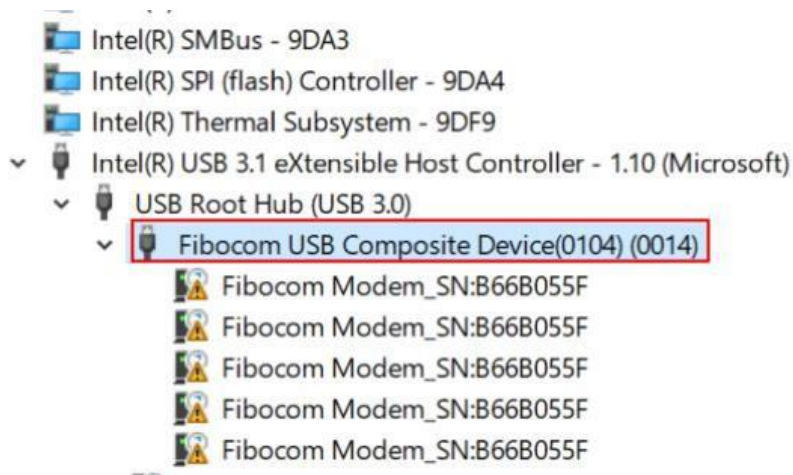 Intel(R) SMBus - 9DA3
Intel(R) SPI (flash) Controller - 9DA4
Intel(R) Thermal Subsystem - 9DF9
Intel(R) USB 3.1 eXtensible Host Controller - 1.10 (Microsoft)
USB Root Hub (USB 3.0)
Fibocom USB Composite Device(0104) (0014)
Fibocom Modem_SN:B66B055F
Fibocom Modem_SN:B66B055F
Fibocom Modem_SN:B66B055F
Fibocom Modem_SN:B66B055F
Fibocom Modem_SN:B66B055F